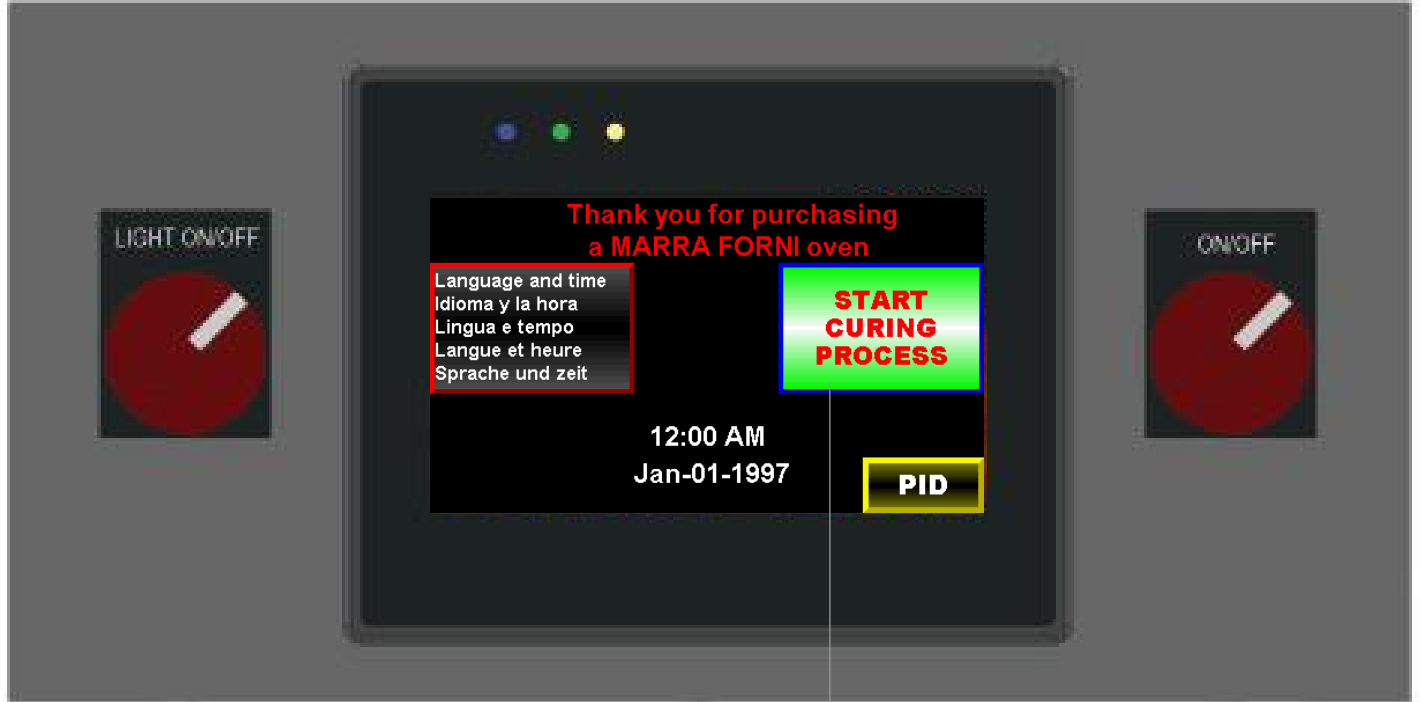 LIGHT ON/OFF
Thank you for purchasing
a MARRA FORNI oven
Language and time
Idioma y la hora
Lingua e tempo
Langue et heure
Sprache und zeit
START
CURING
PROCESS
12:00 AM
Jan-01-1997
PID
ON/OFF